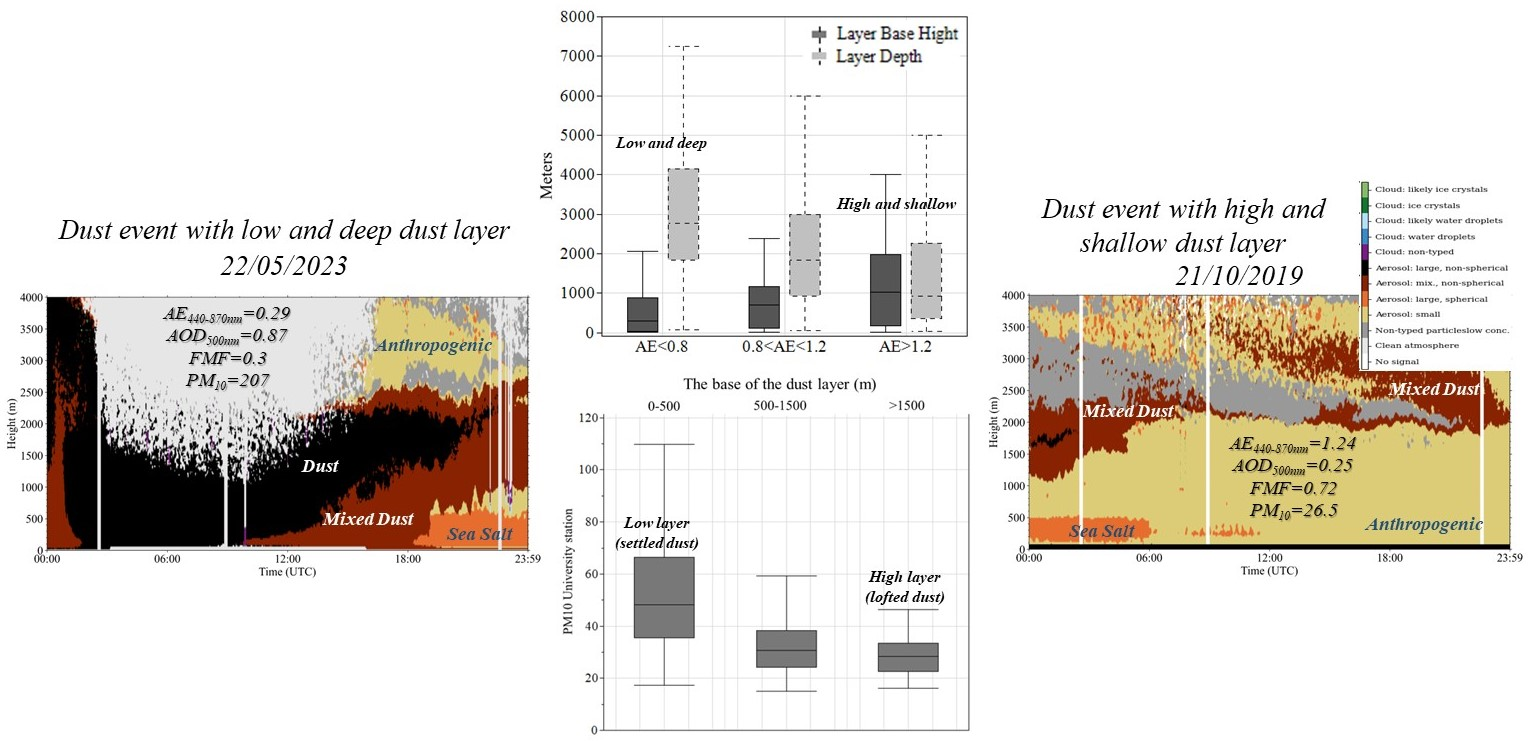 Dust event with low and deep dust layer
22/05/2023
4000
3500
3000
2500
2000
1500
1000
500
0
Height (m)
AE440-870nm=0.29
AOD500nm=0.87
FMF=0.3
PM10=207
Anthropogenic
Dust
Mixed Dust
Sea Salt
00:00 06:00 12:00 18:00 23:59
Time (UTC)
8000
7000
6000
5000
4000
3000
2000
1000
0
Meters
Layer Base Hight
Layer Depth
Low and deep
High and shallow
AE<0.8 0.8<AE<1.2 AE>1.2
The base of the dust layer (m)
0-500 500-1500 >1500
120
100
80
60
40
20
0
PM10 University station
Low layer
(settled dust)
High layer
(lofted dust)
Dust event with high and
shallow dust layer
21/10/2019
Cloud: likely ice crystals
Cloud: ice crystals
Cloud: likely water droplets
Cloud: water droplets
Cloud: non-typed
Aerosol: large, non-spherical
Aerosol: mix., non-spherical
Aerosol: large, spherical
Aerosol: small
Non-typed particleslow conc.
Clean atmosphere
No signal
4000
3500
3000
2500
2000
1500
1000
500
0
Height (m)
Mixed Dust
Mixed Dust
AE440-870nm=1.24
AOD500nm=0.25
FMF=0.72
PM10=26.5
Sea Salt
Anthropogenic
00:00 06:00 12:00 18:00 23:59
Time (UTC)